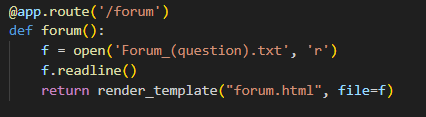 @app.route('/forum')
def forum():
    f = open('Forum_(question).txt', 'r')
    f.readline()
    return render_template("forum.html", file=f)